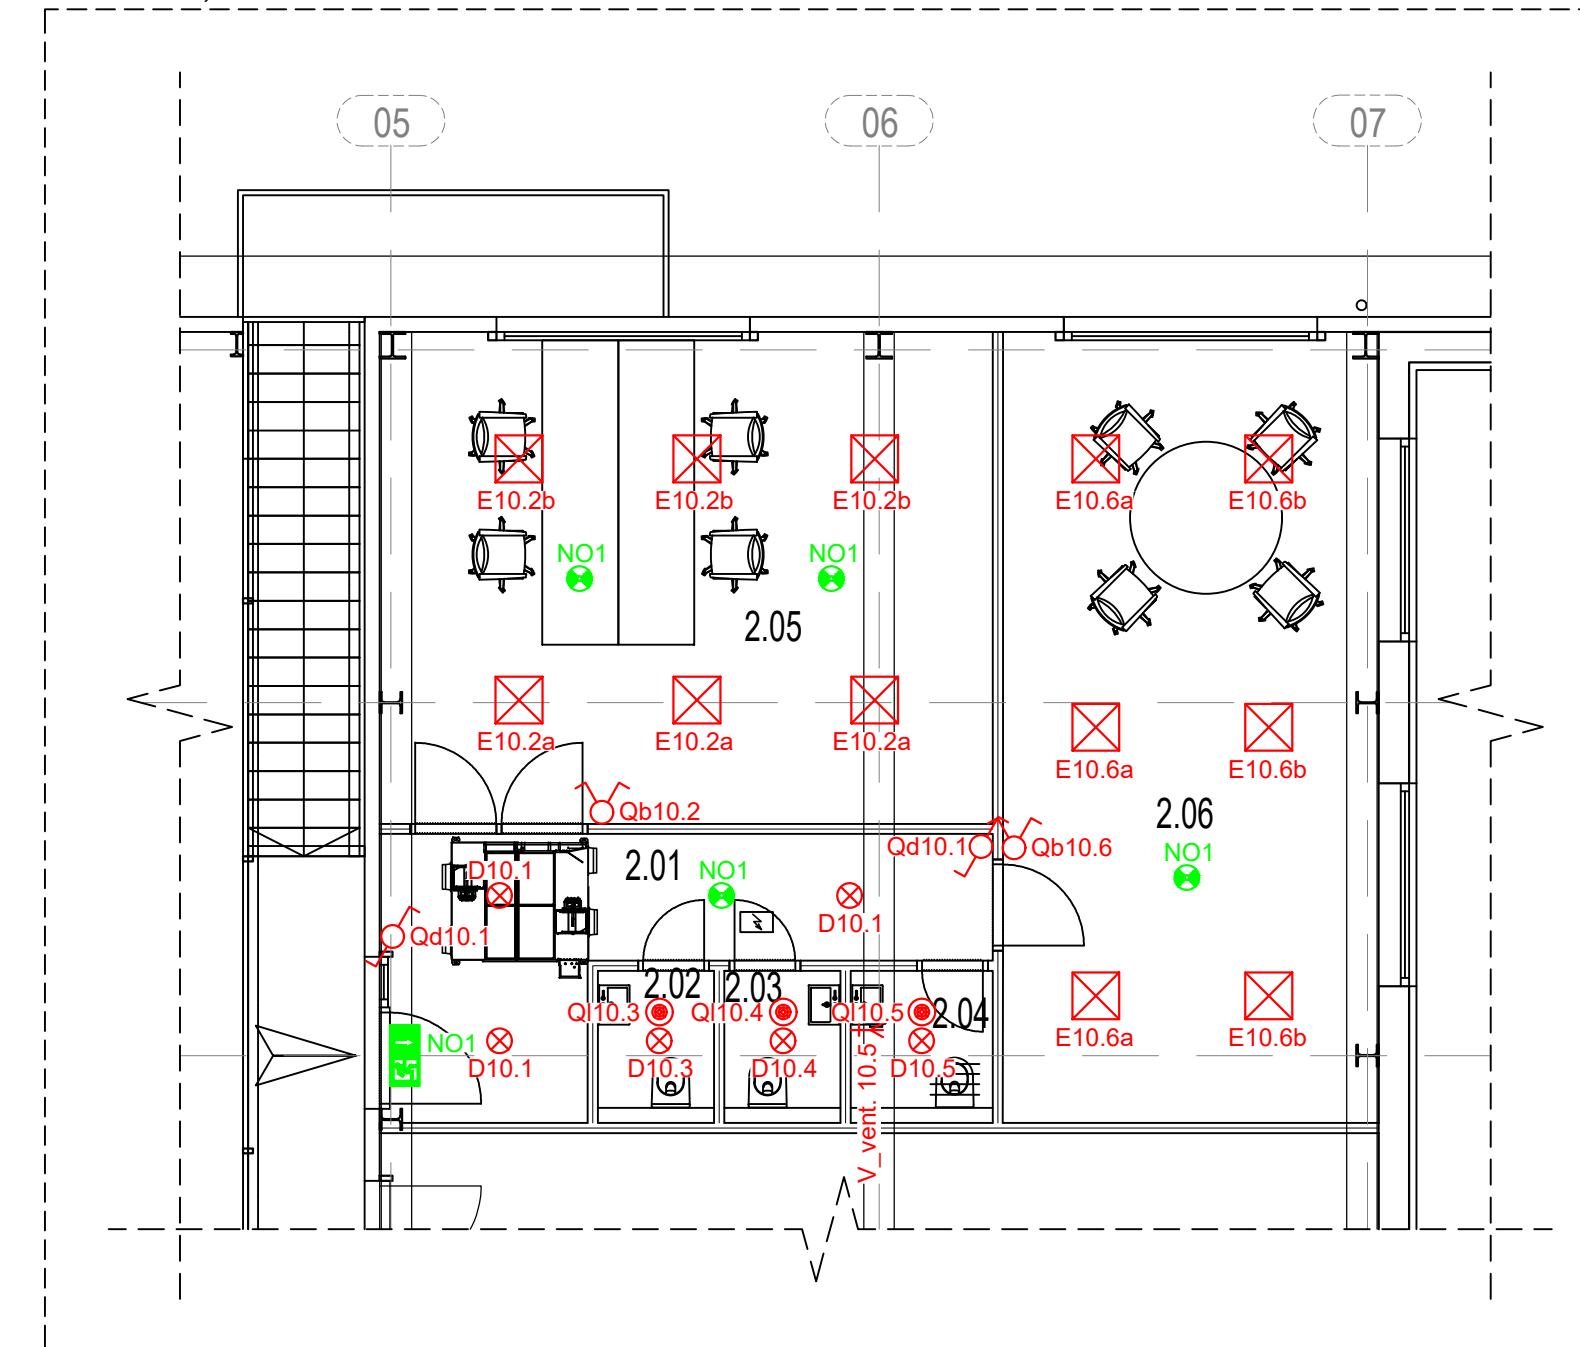 05 06 07
E10.2b E10.2b E10.2b E10.6a E10.6b
NO1 NO1
2.05
E10.2a E10.2a E10.2a E10.6a E10.6b
Qb10.2 2.06
Qd10.1 Qb10.6
2.01 NO1 NO1
D10.1 D10.1
Qd10.1
2.02 2.03
Ql10.3 Ql10.4 Ql10.5 2.04
NO1 E10.6a E10.6b
D10.1 D10.3 D10.4 D10.5
V_vent. 10.5